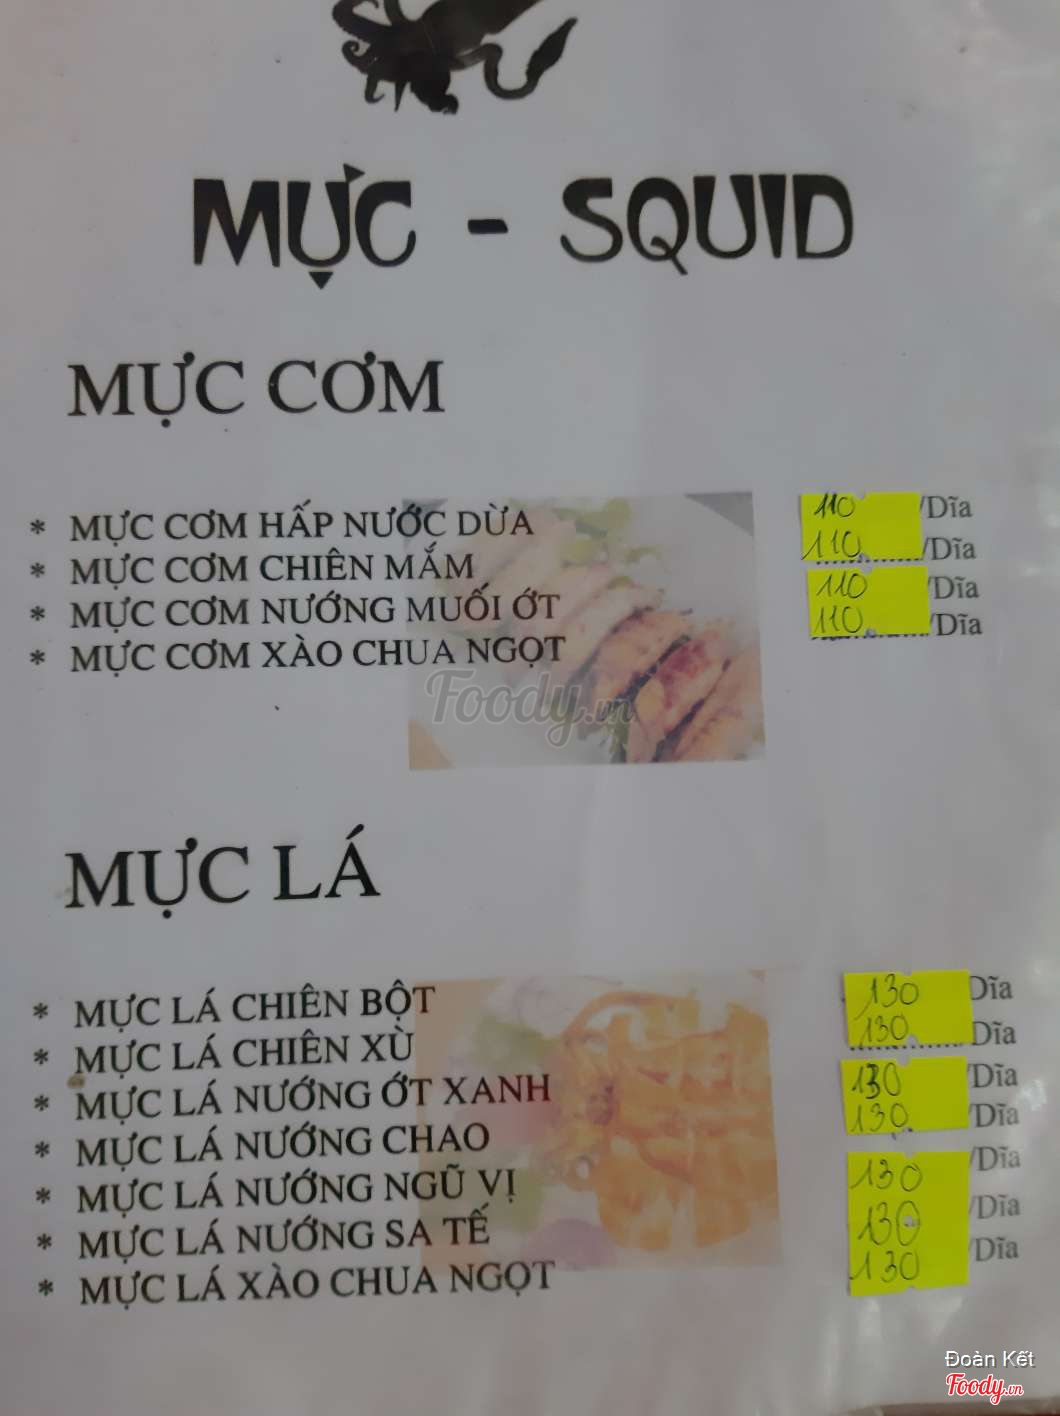 MỰC - SQUID
MỰC CƠM
* MỰC CƠM HẤP NƯỚC DỪA 110 /Dĩa
* MỰC CƠM CHIÊN MẮM 110 /Dĩa
* MỰC CƠM NƯỚNG MUỐI ỚT 110 /Dĩa
* MỰC CƠM XÀO CHUA NGỌT 110 /Dĩa
Foody.vn
MỰC LÁ
* MỰC LÁ CHIÊN BỘT 130 Dĩa
* MỰC LÁ CHIÊN XÙ 130 Dĩa
* MỰC LÁ NƯỚNG ỚT XANH 130 /Dĩa
* MỰC LÁ NƯỚNG CHAO 130 /Dĩa
* MỰC LÁ NƯỚNG NGŨ VỊ 130 /Dĩa
* MỰC LÁ NƯỚNG SA TẾ 130 /Dĩa
* MỰC LÁ XÀO CHUA NGỌT 130 /Dĩa
Đoàn Kết
Foody.vn